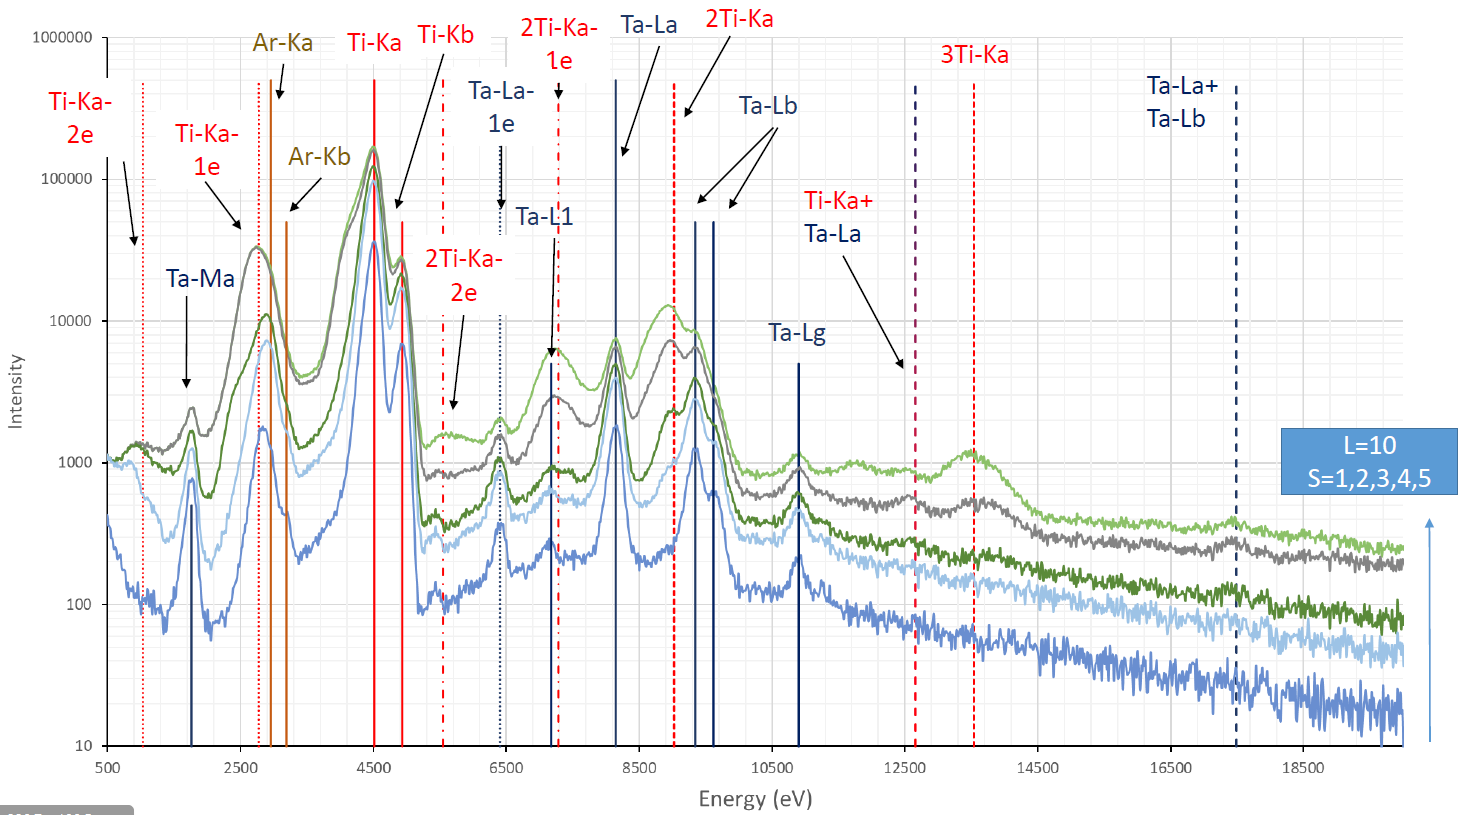 Ar-Ka
Ti-Ka
Ti-Kb
2Ti-Ka-
1e
Ta-La
2Ti-Ka
3Ti-Ka
Ti-Ka-
2e
Ti-Ka-
1e
Ar-Kb
Ta-La-
1e
Ta-Lb
Ta-La+
Ta-Lb
Ta-Ma
2Ti-Ka-
2e
Ta-L1
Ti-Ka+
Ta-La
Ta-Lg
L=10
S=1,2,3,4,5
Intensity
1000000
100000
10000
1000
100
10
500
2500
4500
6500
8500
10500
12500
14500
16500
18500
Energy (eV)